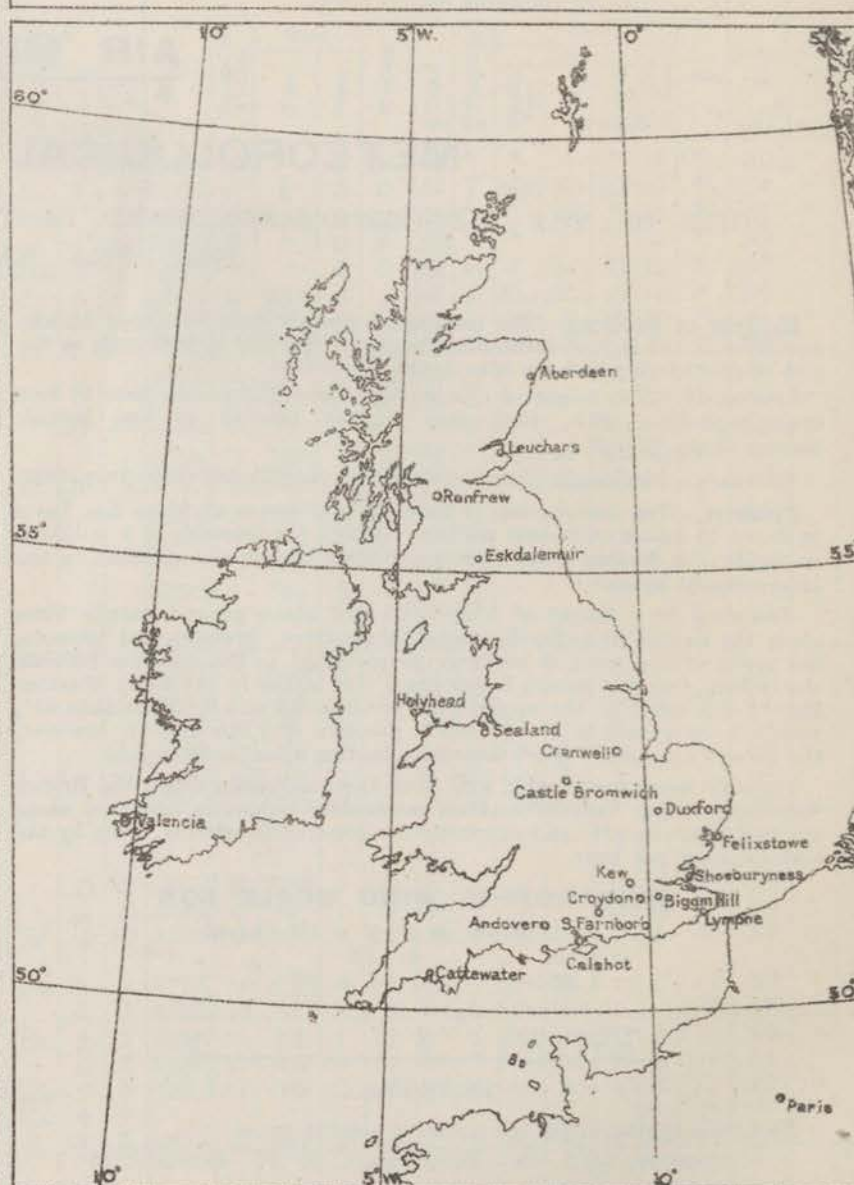 10°
5°W.
0°
60°
Aberdeen
Leuchars
Renfrew
55°
Eskdalemuir
55°
Holyhead
Sealand
Cranwell
Castle Bromwich
Duxford
Valencia
Felixstowe
Kew
Shoeburyness
Croydon
Biggin Hill
Andover
S. Farnboro
Lympne
Calshot
50°
Cattewater
50°
Paris
10°
5°W
0°